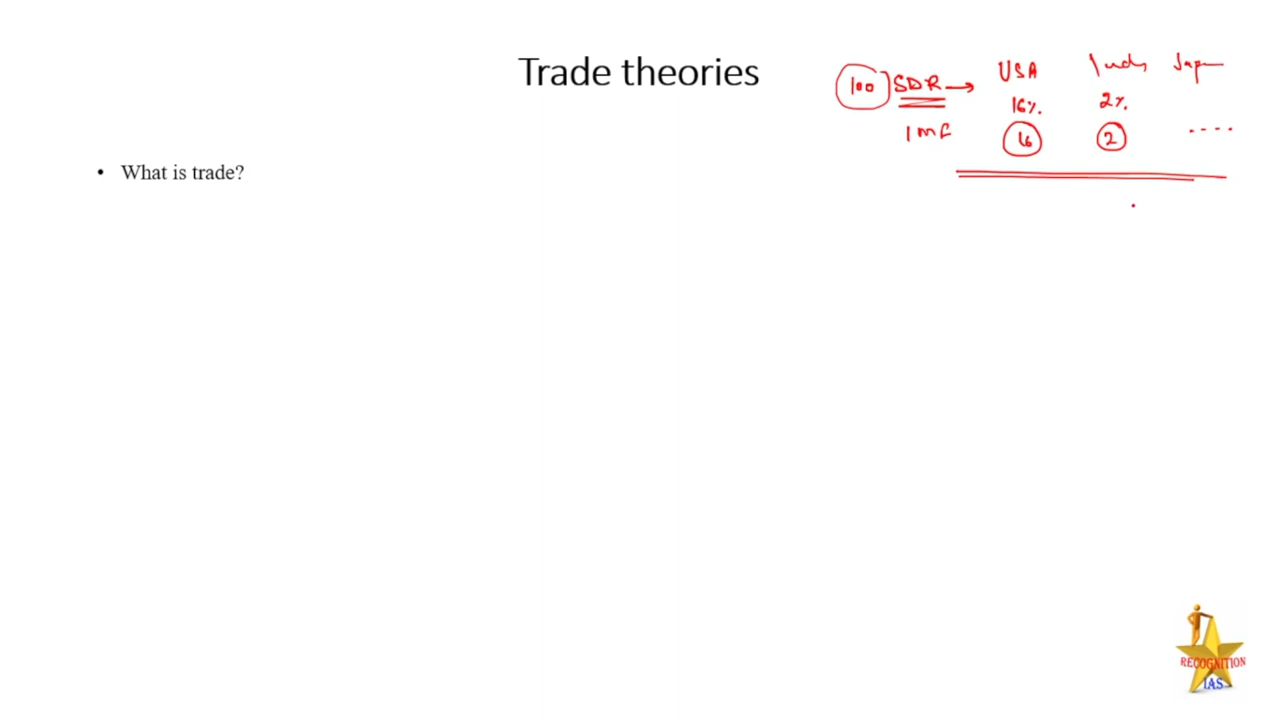 Trade theories
100 SDR → USA India Japan
16% 2%
IMF 16 2 ....
• What is trade?
RECOGNITION
IAS